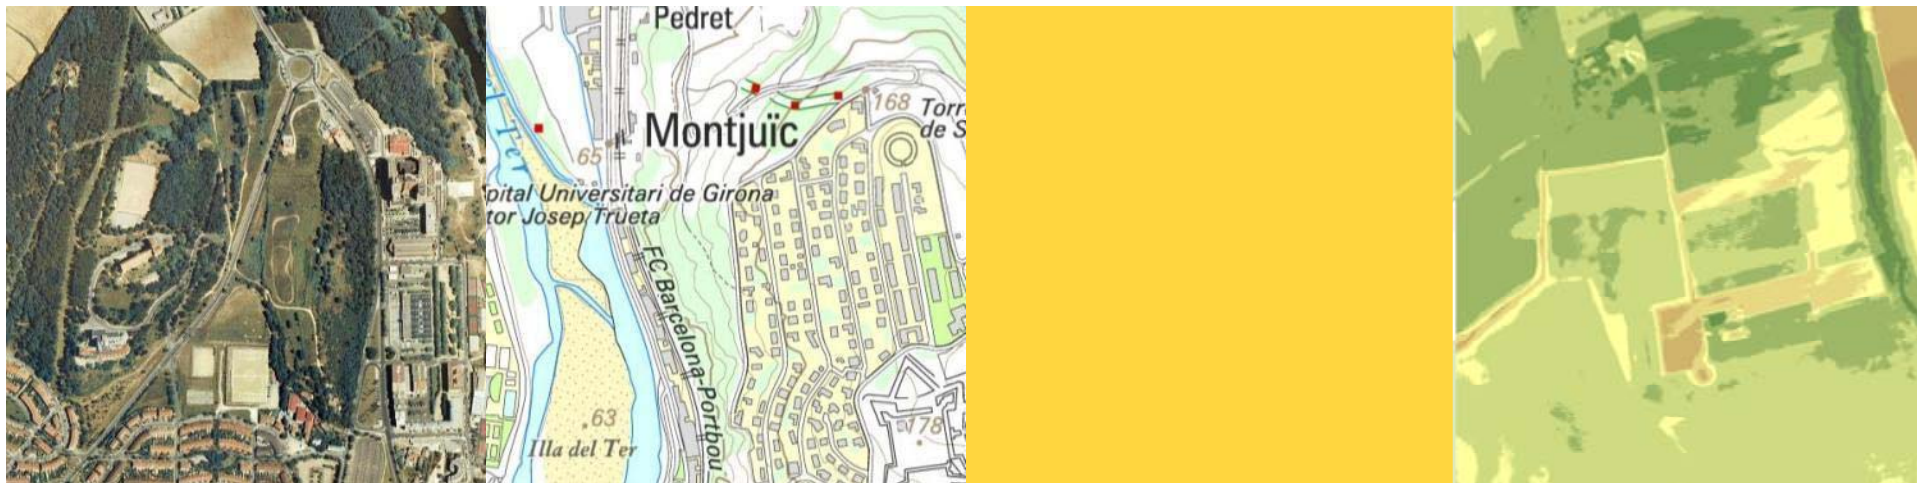 Pedret
168
Torr
de S
Montjuïc
65
el Ter
pital Universitari de Girona
tor Josep Trueta
FC Barcelona-Portbou
63
Illa del Ter
178